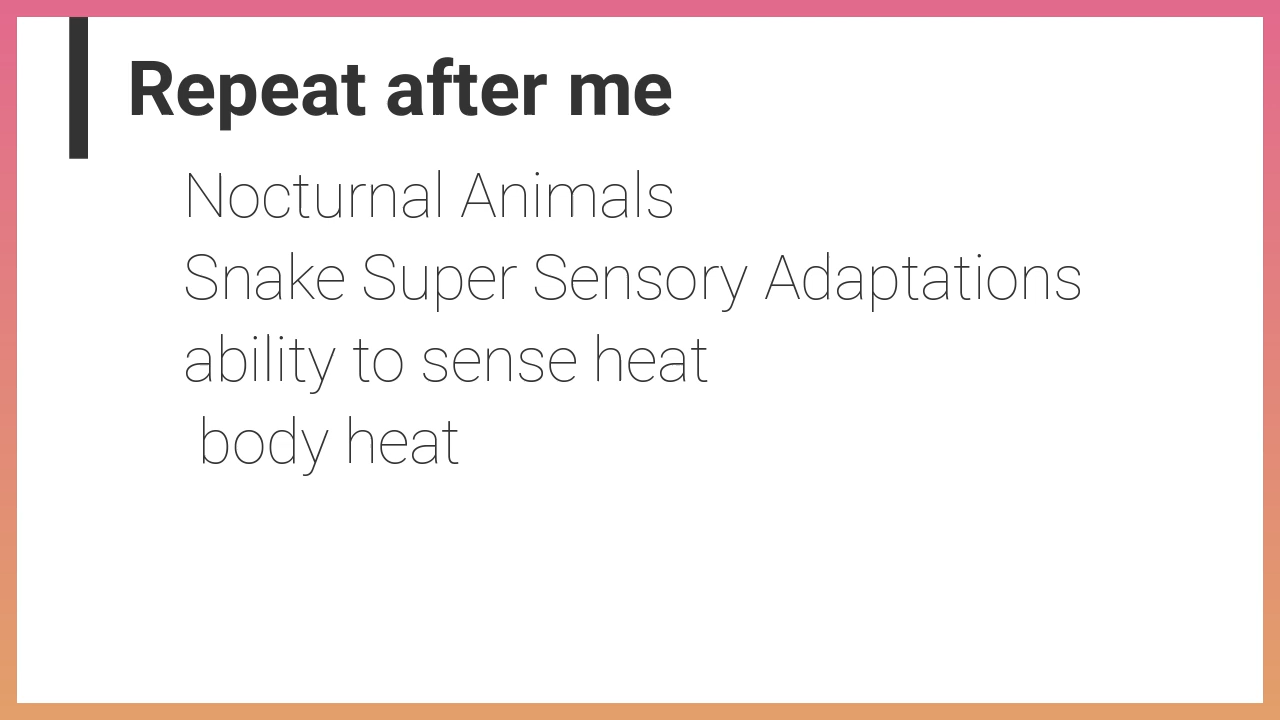 Repeat after me
Nocturnal Animals
Snake Super Sensory Adaptations
ability to sense heat
body heat